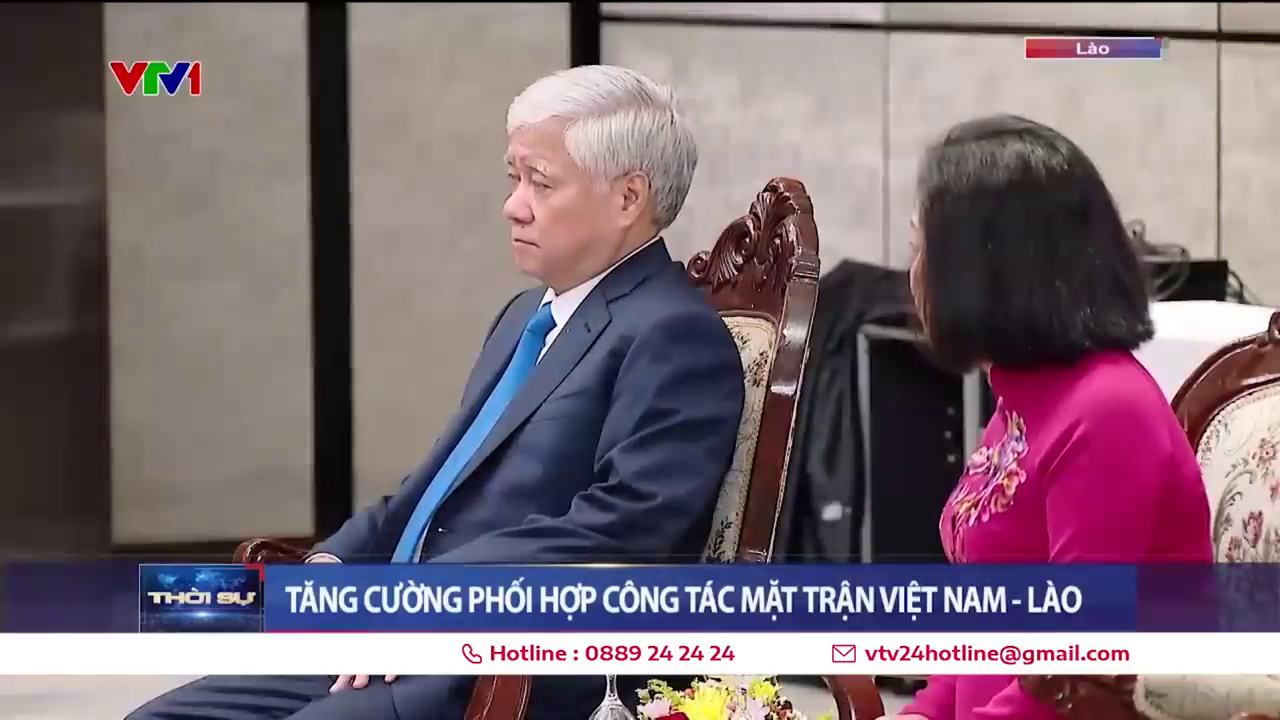 VTV1
Lào
THỜI SỰ
TĂNG CƯỜNG PHỐI HỢP CÔNG TÁC MẶT TRẬN VIỆT NAM - LÀO
Hotline : 0889 24 24 24
vtv24hotline@gmail.com